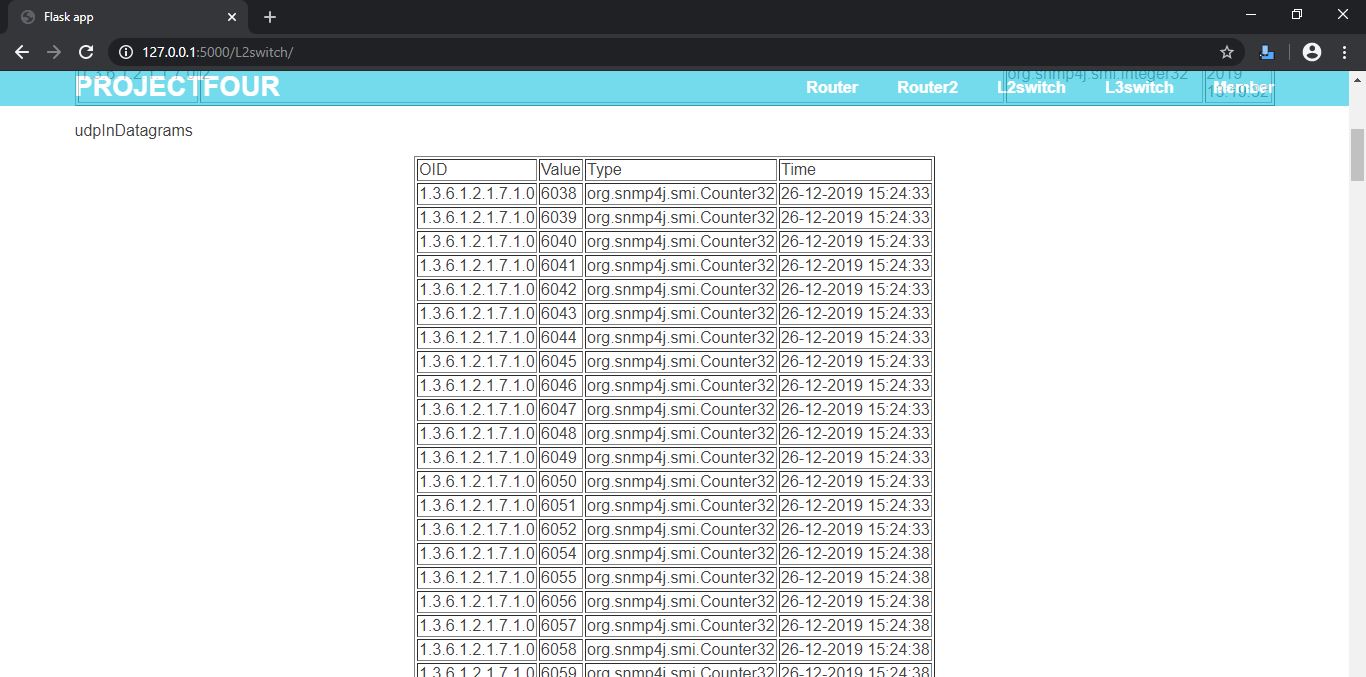 Flask app
127.0.0.1:5000/L2switch/
PROJECTFOUR Router Router2 L2switch L3switch Member
org.snmp4j.smi.Integer32 2019
udpInDatagrams
OID Value Type Time
1.3.6.1.2.1.7.1.0 6038 org.snmp4j.smi.Counter32 26-12-2019 15:24:33
1.3.6.1.2.1.7.1.0 6039 org.snmp4j.smi.Counter32 26-12-2019 15:24:33
1.3.6.1.2.1.7.1.0 6040 org.snmp4j.smi.Counter32 26-12-2019 15:24:33
1.3.6.1.2.1.7.1.0 6041 org.snmp4j.smi.Counter32 26-12-2019 15:24:33
1.3.6.1.2.1.7.1.0 6042 org.snmp4j.smi.Counter32 26-12-2019 15:24:33
1.3.6.1.2.1.7.1.0 6043 org.snmp4j.smi.Counter32 26-12-2019 15:24:33
1.3.6.1.2.1.7.1.0 6044 org.snmp4j.smi.Counter32 26-12-2019 15:24:33
1.3.6.1.2.1.7.1.0 6045 org.snmp4j.smi.Counter32 26-12-2019 15:24:33
1.3.6.1.2.1.7.1.0 6046 org.snmp4j.smi.Counter32 26-12-2019 15:24:33
1.3.6.1.2.1.7.1.0 6047 org.snmp4j.smi.Counter32 26-12-2019 15:24:33
1.3.6.1.2.1.7.1.0 6048 org.snmp4j.smi.Counter32 26-12-2019 15:24:33
1.3.6.1.2.1.7.1.0 6049 org.snmp4j.smi.Counter32 26-12-2019 15:24:33
1.3.6.1.2.1.7.1.0 6050 org.snmp4j.smi.Counter32 26-12-2019 15:24:33
1.3.6.1.2.1.7.1.0 6051 org.snmp4j.smi.Counter32 26-12-2019 15:24:33
1.3.6.1.2.1.7.1.0 6052 org.snmp4j.smi.Counter32 26-12-2019 15:24:33
1.3.6.1.2.1.7.1.0 6054 org.snmp4j.smi.Counter32 26-12-2019 15:24:38
1.3.6.1.2.1.7.1.0 6055 org.snmp4j.smi.Counter32 26-12-2019 15:24:38
1.3.6.1.2.1.7.1.0 6056 org.snmp4j.smi.Counter32 26-12-2019 15:24:38
1.3.6.1.2.1.7.1.0 6057 org.snmp4j.smi.Counter32 26-12-2019 15:24:38
1.3.6.1.2.1.7.1.0 6058 org.snmp4j.smi.Counter32 26-12-2019 15:24:38
1.3.6.1.2.1.7.1.0 6059 org.snmp4j.smi.Counter32 26-12-2019 15:24:38